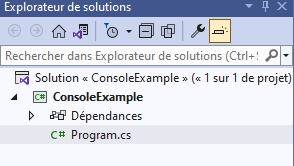 Explorateur de solutions
Rechercher dans Explorateur de solutions (Ctrl+$
Solution « ConsoleExample » (« 1 sur 1 de projet)
C# ConsoleExample
Dépendances
C# Program.cs